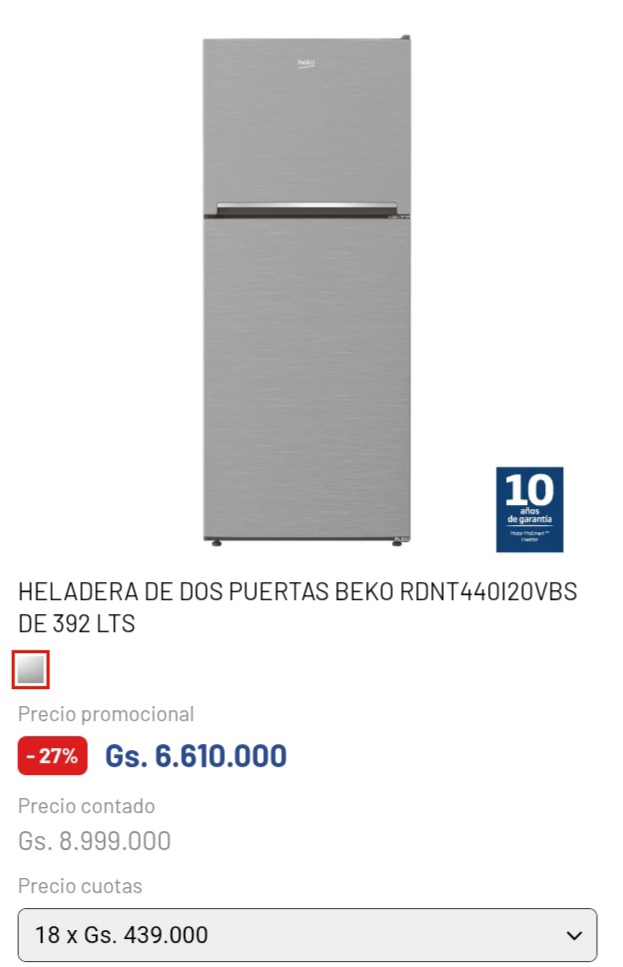 beko
10
años
de garantía
Motor ProSmart™
Inverter
HELADERA DE DOS PUERTAS BEKO RDNT440I20VBS
DE 392 LTS
Precio promocional
- 27% Gs. 6.610.000
Precio contado
Gs. 8.999.000
Precio cuotas
18 x Gs. 439.000